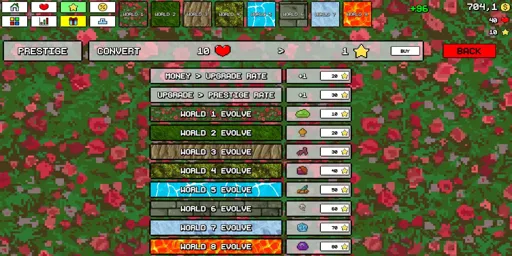 WORLD 1 WORLD 2 WORLD 3 WORLD 4 WORLD 5 WORLD 6 WORLD 7
+96 704,1
40
10
PRESTIGE CONVERT 10 > 1 BUY BACK
MONEY > UPGRADE RATE +1 20
UPGRADE > PRESTIGE RATE +1 30
WORLD 1 EVOLVE 10
WORLD 2 EVOLVE 20
WORLD 3 EVOLVE 30
WORLD 4 EVOLVE 40
WORLD 5 EVOLVE 50
WORLD 6 EVOLVE 60
WORLD 7 EVOLVE 70
WORLD 8 EVOLVE 80